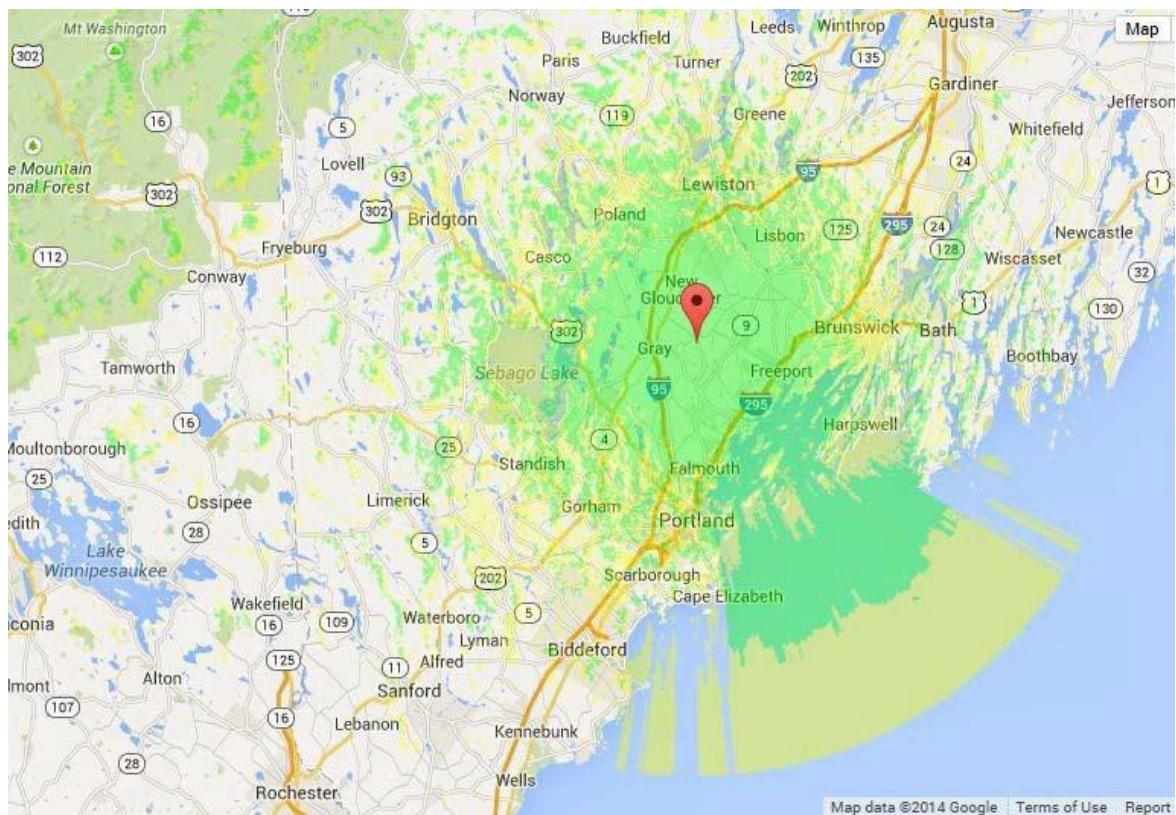 Mt Washington
Leeds
Winthrop
Augusta
Map
Buckfield
302
302
135
Paris
Turner
202
Gardiner
Norway
Greene
Jefferson
16
5
119
Whitefield
e Mountain
onal Forest
302
Lovell
93
Lewiston
95
24
1
302
Bridgton
Poland
295
Fryeburg
Lisbon
125
24
Newcastle
112
Casco
128
Wiscasset
32
Conway
New
Gloucester
1
130
302
9
Brunswick
Bath
Gray
Boothbay
Tamworth
Sebago Lake
Freeport
95
295
16
Harpswell
Moultonborough
25
4
25
Standish
Falmouth
Ossipee
Limerick
Gorham
Portland
edith
28
5
Lake
Winnipesaukee
202
Scarborough
Cape Elizabeth
Wakefield
aconia
16
109
Waterboro
5
Lyman
Biddeford
125
11
Alfred
lmont
Alton
Sanford
107
16
Lebanon
Kennebunk
28
Wells
Rochester
Map data ©2014 Google
Terms of Use
Report